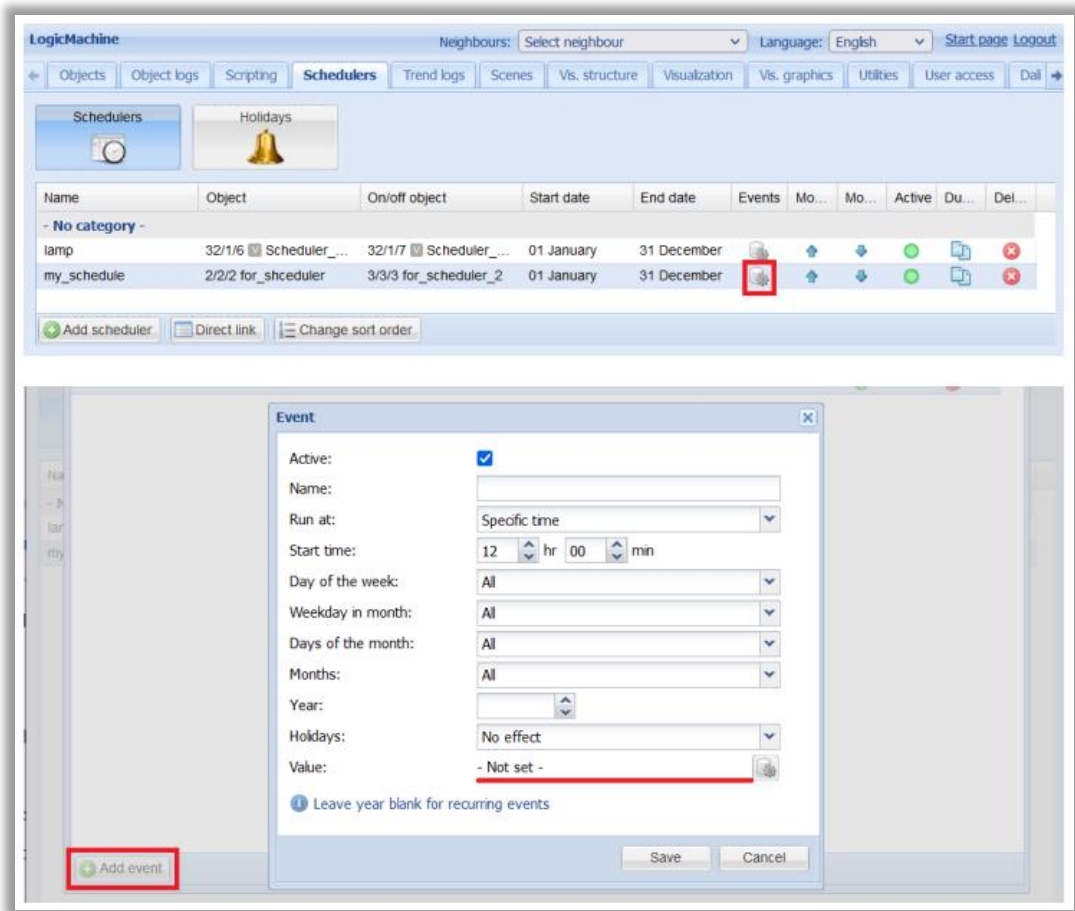 LogicMachine Neighbours: Select neighbour Language: English Start page Logout
Objects Object logs Scripting Schedulers Trend logs Scenes Vis. structure Visualization Vis. graphics Utilities User access Dali
Schedulers Holidays
Name Object On/off object Start date End date Events Mo... Mo... Active Du... Del...
- No category -
lamp 32/1/6 Scheduler_... 32/1/7 Scheduler_... 01 January 31 December
my_schedule 2/2/2 for_shceduler 3/3/3 for_scheduler_2 01 January 31 December
Add scheduler Direct link Change sort order
Event
Active:
Name:
Run at: Specific time
Start time: 12 hr 00 min
Day of the week: All
Weekday in month: All
Days of the month: All
Months: All
Year:
Holidays: No effect
Value: - Not set -
Leave year blank for recurring events
Save Cancel
Add event